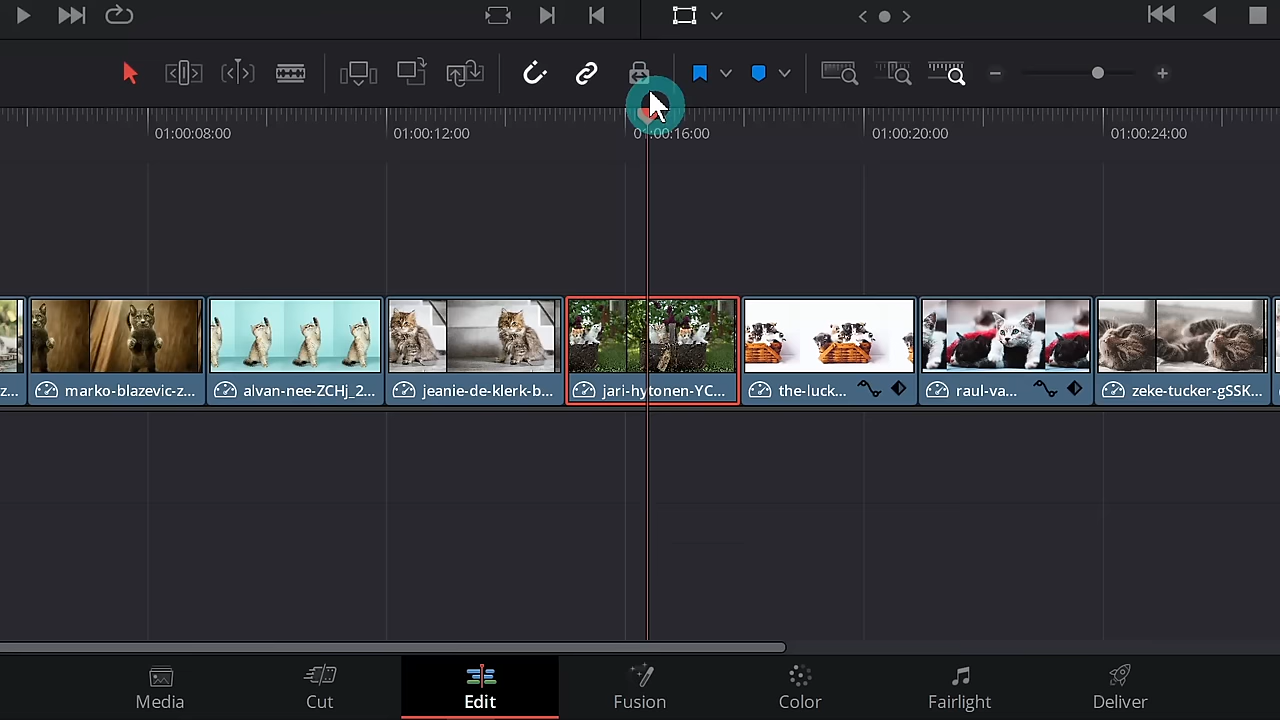 01:00:08:00
01:00:12:00
01:00:16:00
01:00:20:00
01:00:24:00
z...
marko-blazevic-z...
alvan-nee-ZCHj_2...
jeanie-de-klerk-b...
jari-hytonen-YC...
the-luck...
raul-va...
zeke-tucker-gSSK...
Media
Cut
Edit
Fusion
Color
Fairlight
Deliver